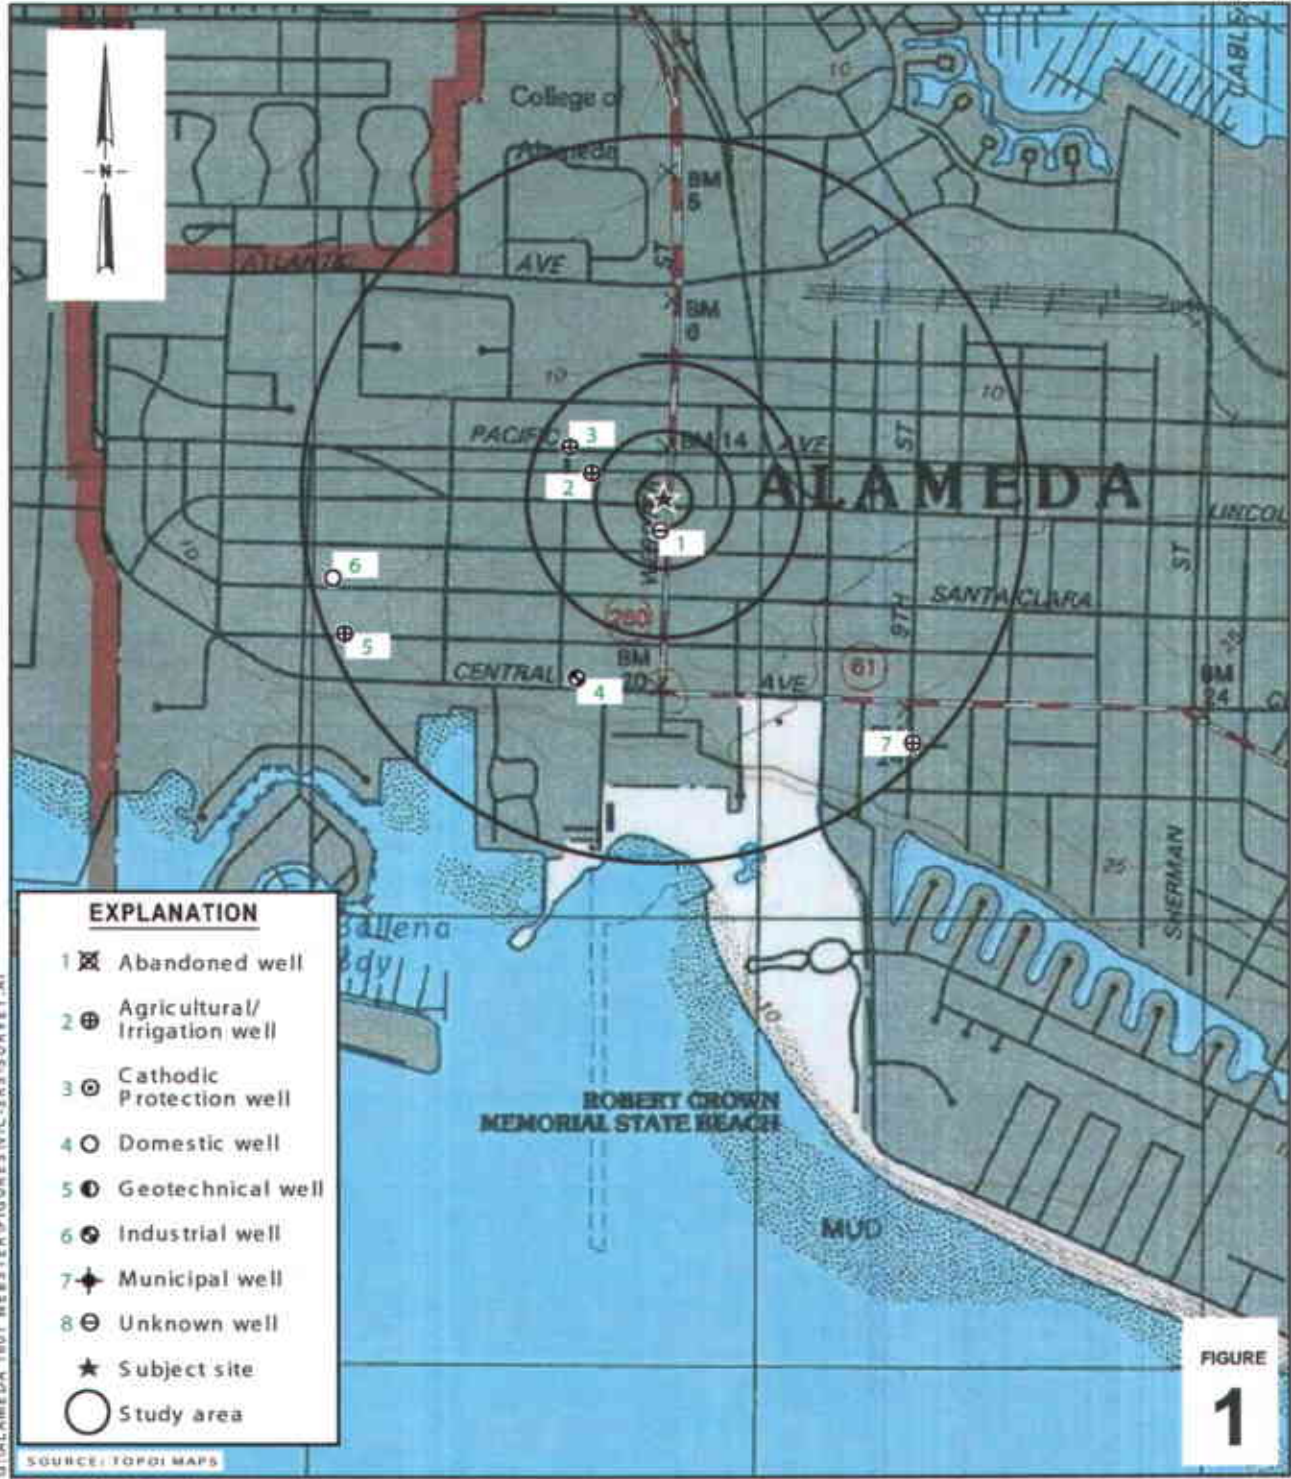 N
College of
Alameda
BM
5
10
ST
ATLANTIC
AVE
BM
6
10
10
PACIFIC
3
BM 14
AVE
ST
2
ALAMEDA
LINCOL
1
10
6
SANTA CLARA
ST
9TH
260
5
BM
61
CENTRAL
4
AVE
BM
24
7
25
SHERMAN
Ballena
Bay
10
ROBERT CROWN
MEMORIAL STATE BEACH
MUD
EXPLANATION
1 Abandoned well
2 Agricultural/
Irrigation well
3 Cathodic
Protection well
4 Domestic well
5 Geotechnical well
6 Industrial well
7 Municipal well
8 Unknown well
Subject site
Study area
SOURCE: TOPO! MAPS
FIGURE
1